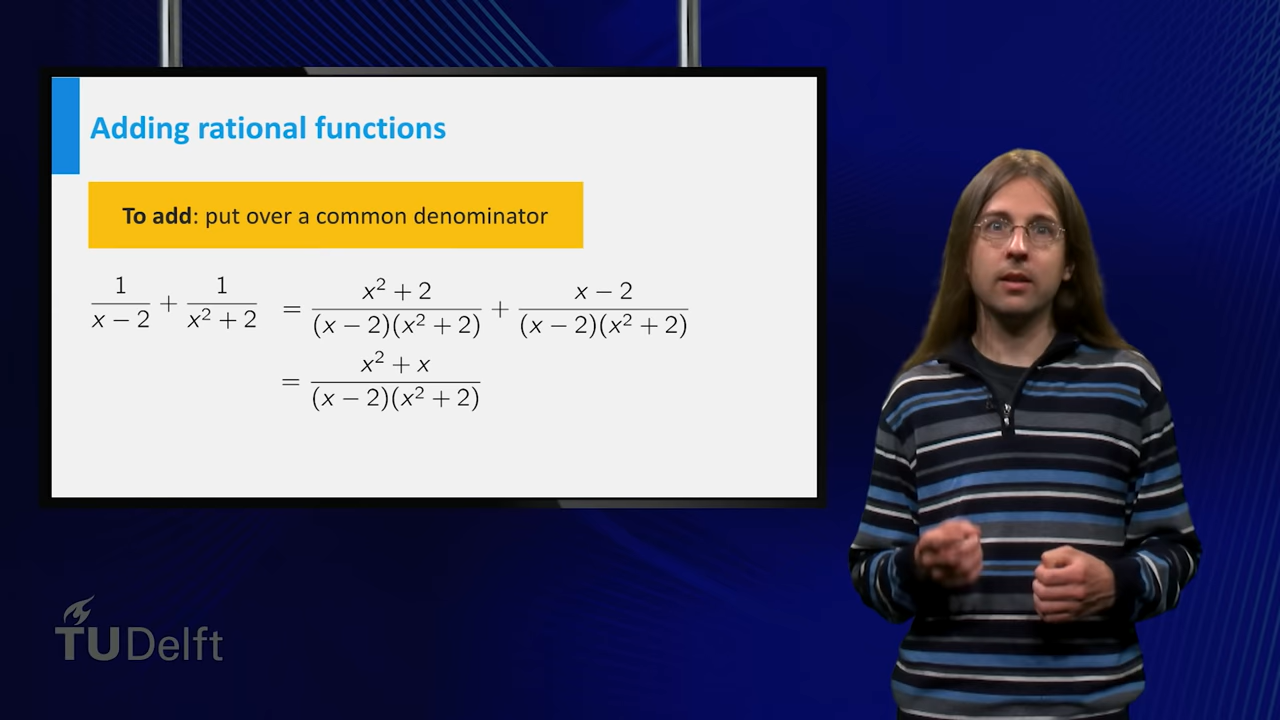 Adding rational functions
To add: put over a common denominator
1/(x − 2) + 1/(x² + 2) = (x² + 2)/((x − 2)(x² + 2)) + (x − 2)/((x − 2)(x² + 2))
= (x² + x)/((x − 2)(x² + 2))
TU Delft